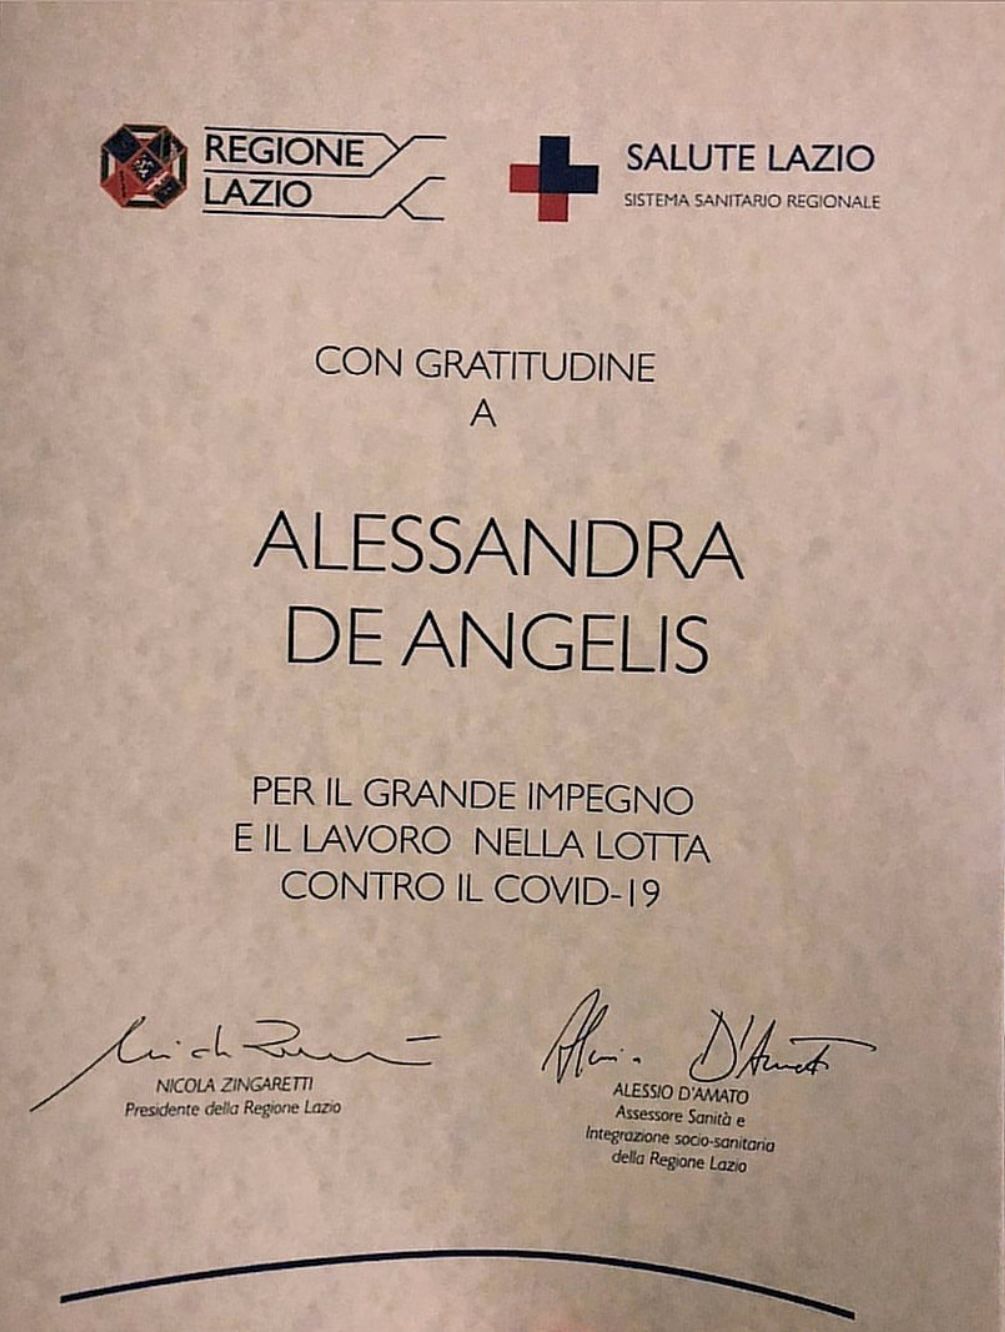 REGIONE
LAZIO
SALUTE LAZIO
SISTEMA SANITARIO REGIONALE
CON GRATITUDINE
A
ALESSANDRA
DE ANGELIS
PER IL GRANDE IMPEGNO
E IL LAVORO NELLA LOTTA
CONTRO IL COVID-19
NICOLA ZINGARETTI
Presidente della Regione Lazio
D'Amato
ALESSIO D'AMATO
Assessore Sanità e
Integrazione socio-sanitaria
della Regione Lazio